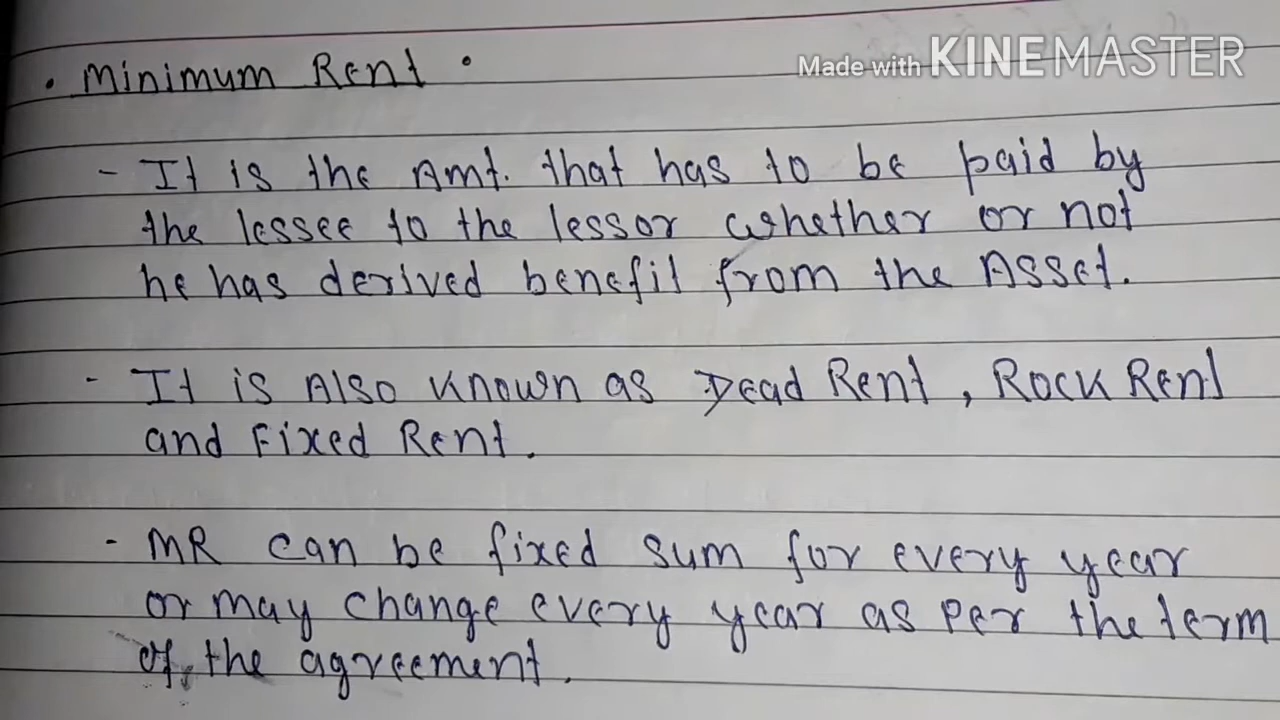 Made with KINEMASTER
• Minimum Rent •
- It is the Amt. that has to be paid by
the lessee to the lessor whether or not
he has derived benefit from the Asset.
- It is Also known as Dead Rent, Rock Rent
and Fixed Rent.
- MR can be fixed sum for every year
or may change every year as per the term
of the agreement.